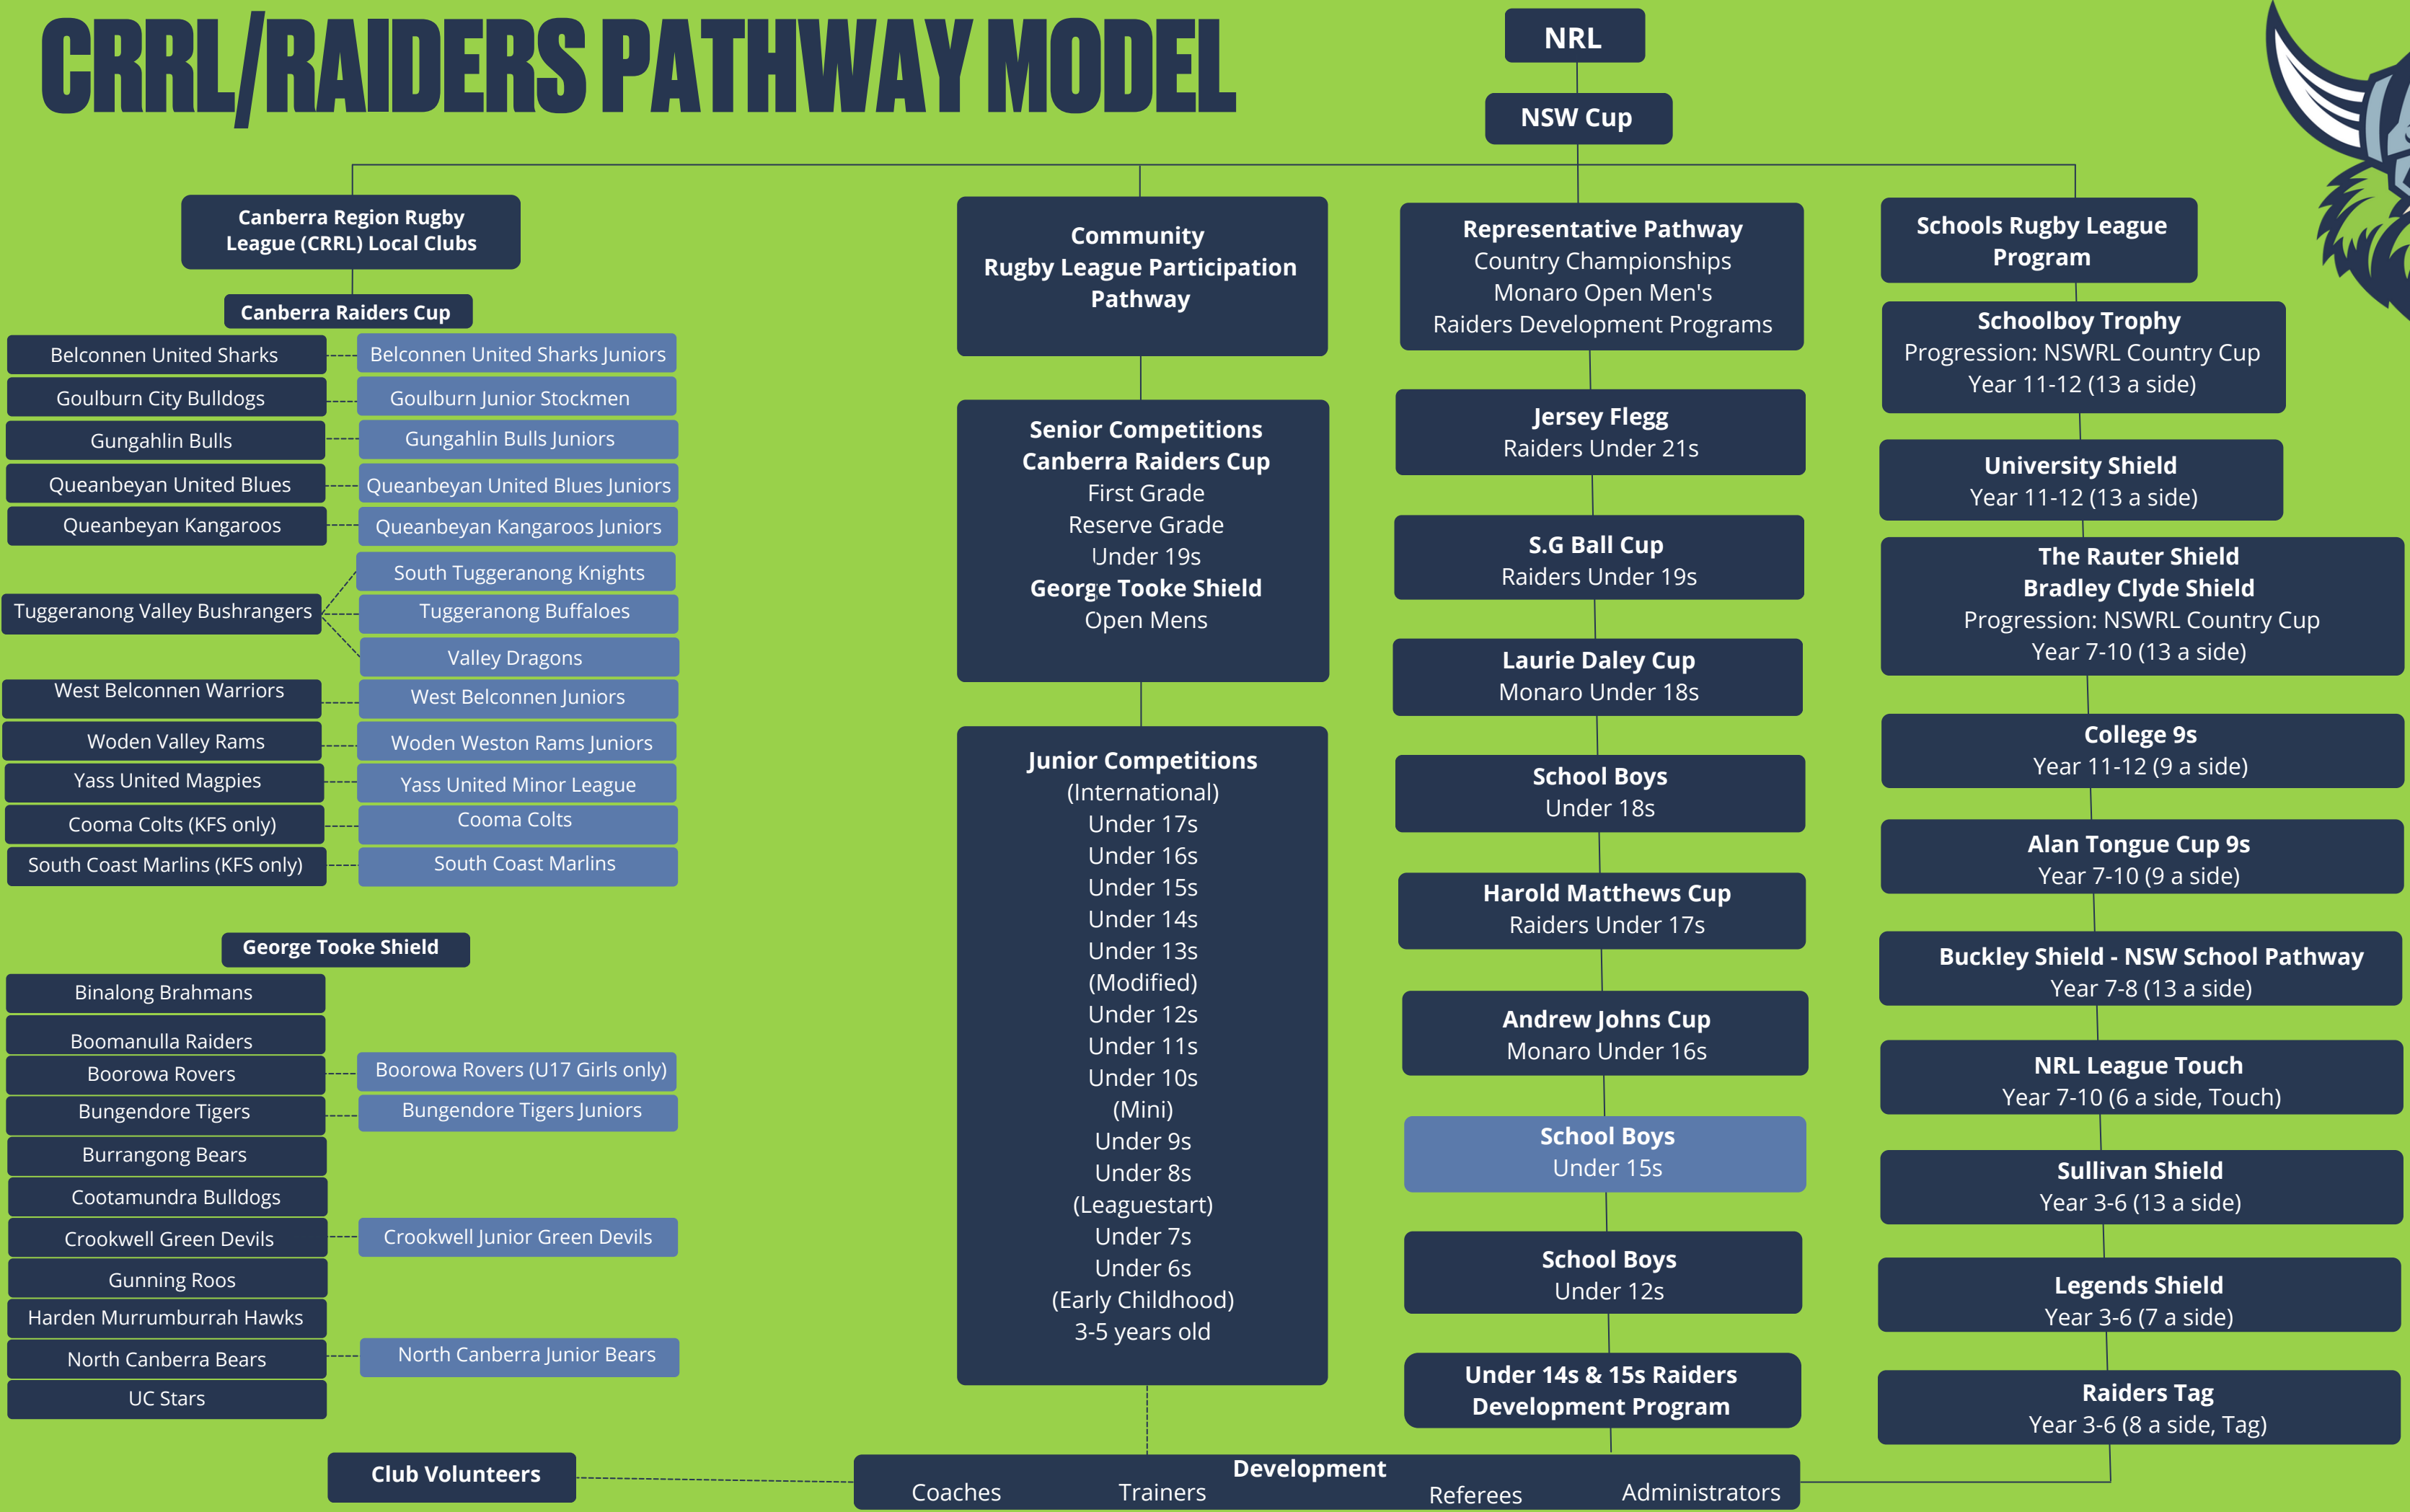 CRRL/RAIDERS PATHWAY MODEL
NRL
NSW Cup
Canberra Region Rugby
League (CRRL) Local Clubs
Canberra Raiders Cup
Belconnen United Sharks
Belconnen United Sharks Juniors
Goulburn City Bulldogs
Goulburn Junior Stockmen
Gungahlin Bulls
Gungahlin Bulls Juniors
Queanbeyan United Blues
Queanbeyan United Blues Juniors
Queanbeyan Kangaroos
Queanbeyan Kangaroos Juniors
Tuggeranong Valley Bushrangers
South Tuggeranong Knights
Tuggeranong Buffaloes
Valley Dragons
West Belconnen Warriors
West Belconnen Juniors
Woden Valley Rams
Woden Weston Rams Juniors
Yass United Magpies
Yass United Minor League
Cooma Colts (KFS only)
Cooma Colts
South Coast Marlins (KFS only)
South Coast Marlins
George Tooke Shield
Binalong Brahmans
Boomanulla Raiders
Boorowa Rovers
Boorowa Rovers (U17 Girls only)
Bungendore Tigers
Bungendore Tigers Juniors
Burrangong Bears
Cootamundra Bulldogs
Crookwell Green Devils
Crookwell Junior Green Devils
Gunning Roos
Harden Murrumburrah Hawks
North Canberra Bears
North Canberra Junior Bears
UC Stars
Club Volunteers
Community
Rugby League Participation
Pathway
Senior Competitions
Canberra Raiders Cup
First Grade
Reserve Grade
Under 19s
George Tooke Shield
Open Mens
Junior Competitions
(International)
Under 17s
Under 16s
Under 15s
Under 14s
Under 13s
(Modified)
Under 12s
Under 11s
Under 10s
(Mini)
Under 9s
Under 8s
(Leaguestart)
Under 7s
Under 6s
(Early Childhood)
3-5 years old
Representative Pathway
Country Championships
Monaro Open Men's
Raiders Development Programs
Jersey Flegg
Raiders Under 21s
S.G Ball Cup
Raiders Under 19s
Laurie Daley Cup
Monaro Under 18s
School Boys
Under 18s
Harold Matthews Cup
Raiders Under 17s
Andrew Johns Cup
Monaro Under 16s
School Boys
Under 15s
School Boys
Under 12s
Under 14s & 15s Raiders
Development Program
Schools Rugby League
Program
Schoolboy Trophy
Progression: NSWRL Country Cup
Year 11-12 (13 a side)
University Shield
Year 11-12 (13 a side)
The Rauter Shield
Bradley Clyde Shield
Progression: NSWRL Country Cup
Year 7-10 (13 a side)
College 9s
Year 11-12 (9 a side)
Alan Tongue Cup 9s
Year 7-10 (9 a side)
Buckley Shield - NSW School Pathway
Year 7-8 (13 a side)
NRL League Touch
Year 7-10 (6 a side, Touch)
Sullivan Shield
Year 3-6 (13 a side)
Legends Shield
Year 3-6 (7 a side)
Raiders Tag
Year 3-6 (8 a side, Tag)
Development
Coaches Trainers Referees Administrators